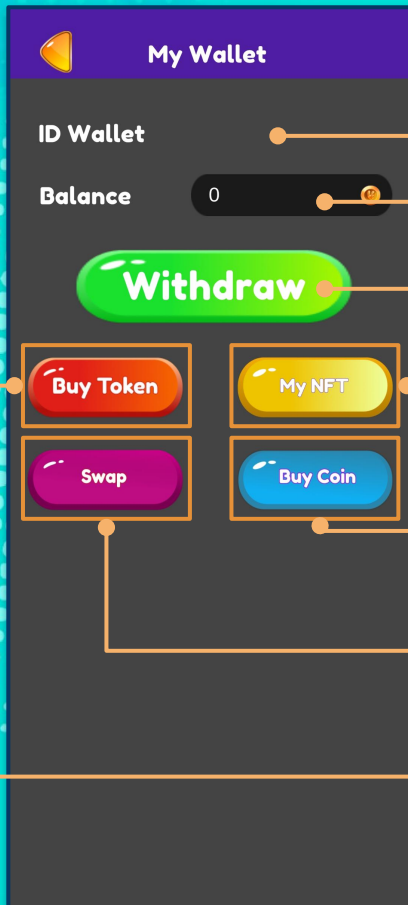 My Wallet
ID Wallet
Balance 0
Withdraw
Buy Token My NFT
Swap Buy Coin